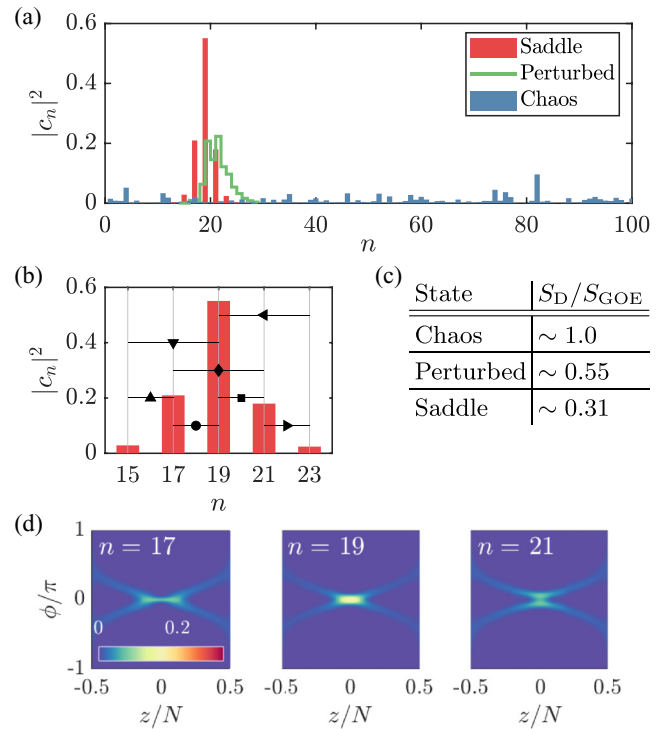 (a)
0.6
0.4
0.2
0
|c_n|^2
Saddle
Perturbed
Chaos
0 20 40 60 80 100
n
(b)
0.6
0.4
0.2
0
|c_n|^2
15 17 19 21 23
n
(c)
State S_D/S_GOE
Chaos ∼ 1.0
Perturbed ∼ 0.55
Saddle ∼ 0.31
(d)
1
0
-1
ϕ/π
n = 17 n = 19 n = 21
0 0.2
-0.5 0 0.5 -0.5 0 0.5 -0.5 0 0.5
z/N z/N z/N